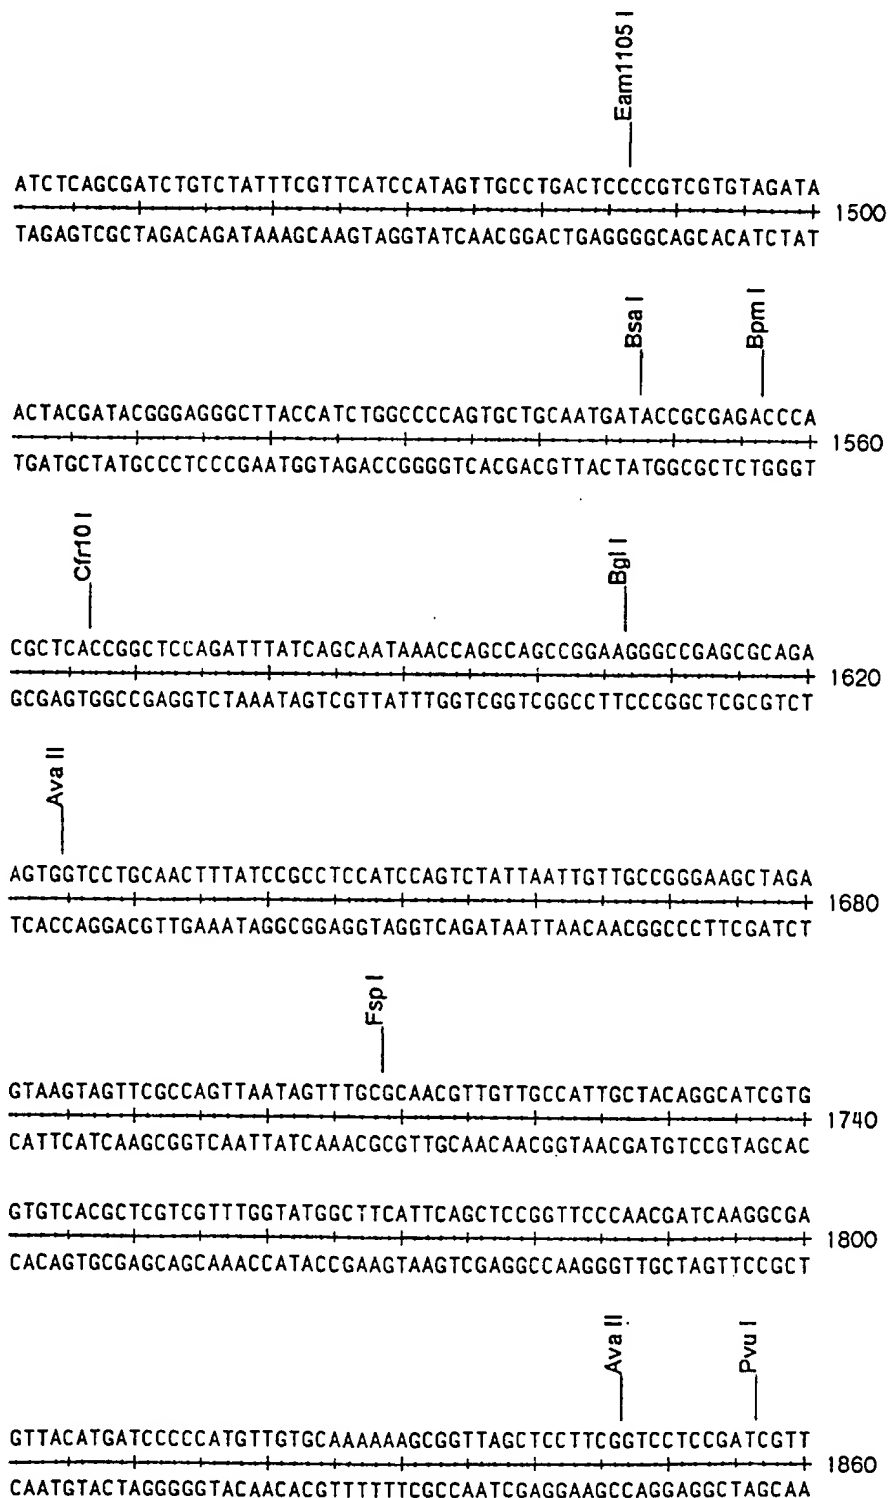 Eam1105 I
ATCTCAGCGATCTGTCTATTTCGTTCATCCATAGTTGCCTGACTCCCCGTCGTGTAGATA
1500
TAGAGTCGCTAGACAGATAAAGCAAGTAGGTATCAACGGACTGAGGGGCAGCACATCTAT
Bsa I
Bpm I
ACTACGATACGGGAGGGCTTACCATCTGGCCCCAGTGCTGCAATGATACCGCGAGACCCA
1560
TGATGCTATGCCCTCCCGAATGGTAGACCGGGGTCACGACGTTACTATGGCGCTCTGGGT
Cfr10 I
Bgl I
CGCTCACCGGCTCCAGATTTATCAGCAATAAACCAGCCAGCCGGAAGGGCCGAGCGCAGA
1620
GCGAGTGGCCGAGGTCTAAATAGTCGTTATTTGGTCGGTCGGCCTTCCCGGCTCGCGTCT
Ava II
AGTGGTCCTGCAACTTTATCCGCCTCCATCCAGTCTATTAATTGTTGCCGGGAAGCTAGA
1680
TCACCAGGACGTTGAAATAGGCGGAGGTAGGTCAGATAATTAACAACGGCCCTTCGATCT
Fsp I
GTAAGTAGTTCGCCAGTTAATAGTTTGCGCAACGTTGTTGCCATTGCTACAGGCATCGTG
1740
CATTCATCAAGCGGTCAATTATCAAACGCGTTGCAACAACGGTAACGATGTCCGTAGCAC
GTGTCACGCTCGTCGTTTGGTATGGCTTCATTCAGCTCCGGTTCCCAACGATCAAGGCGA
1800
CACAGTGCGAGCAGCAAACCATACCGAAGTAAGTCGAGGCCAAGGGTTGCTAGTTCCGCT
Ava II
Pvu I
GTTACATGATCCCCCATGTTGTGCAAAAAAGCGGTTAGCTCCTTCGGTCCTCCGATCGTT
1860
CAATGTACTAGGGGGTACAACACGTTTTTTCGCCAATCGAGGAAGCCAGGAGGCTAGCAA